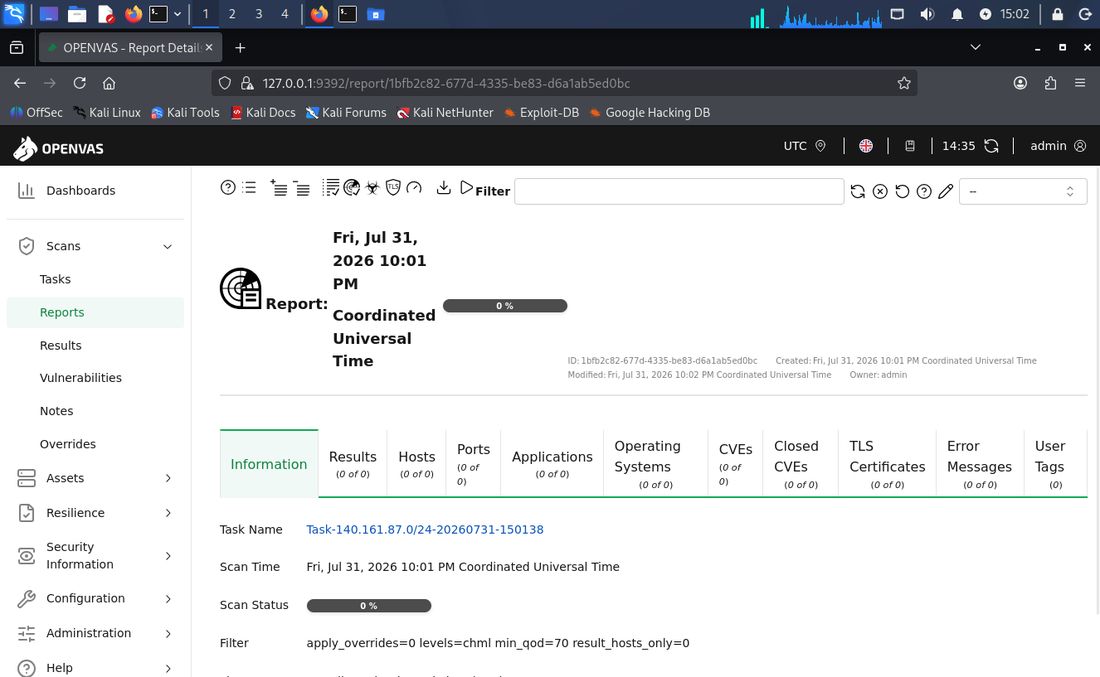 1 2 3 4 15:02
OPENVAS - Report Detail
127.0.0.1:9392/report/1bfb2c82-677d-4335-be83-d6a1ab5ed0bc
OffSec Kali Linux Kali Tools Kali Docs Kali Forums Kali NetHunter Exploit-DB Google Hacking DB
OPENVAS UTC 14:35 admin
Dashboards
Scans
Tasks
Reports
Results
Vulnerabilities
Notes
Overrides
Assets
Resilience
Security
Information
Configuration
Administration
Help
TLS
Filter
--
Report:
Fri, Jul 31,
2026 10:01
PM
Coordinated
Universal
Time
0 %
ID: 1bfb2c82-677d-4335-be83-d6a1ab5ed0bc Created: Fri, Jul 31, 2026 10:01 PM Coordinated Universal Time
Modified: Fri, Jul 31, 2026 10:02 PM Coordinated Universal Time Owner: admin
Information
Results
(0 of 0)
Hosts
(0 of 0)
Ports
(0 of
0)
Applications
(0 of 0)
Operating
Systems
(0 of 0)
CVEs
(0 of
0)
Closed
CVEs
(0 of 0)
TLS
Certificates
(0 of 0)
Error
Messages
(0 of 0)
User
Tags
(0)
Task Name Task-140.161.87.0/24-20260731-150138
Scan Time Fri, Jul 31, 2026 10:01 PM Coordinated Universal Time
Scan Status 0 %
Filter apply_overrides=0 levels=chml min_qod=70 result_hosts_only=0